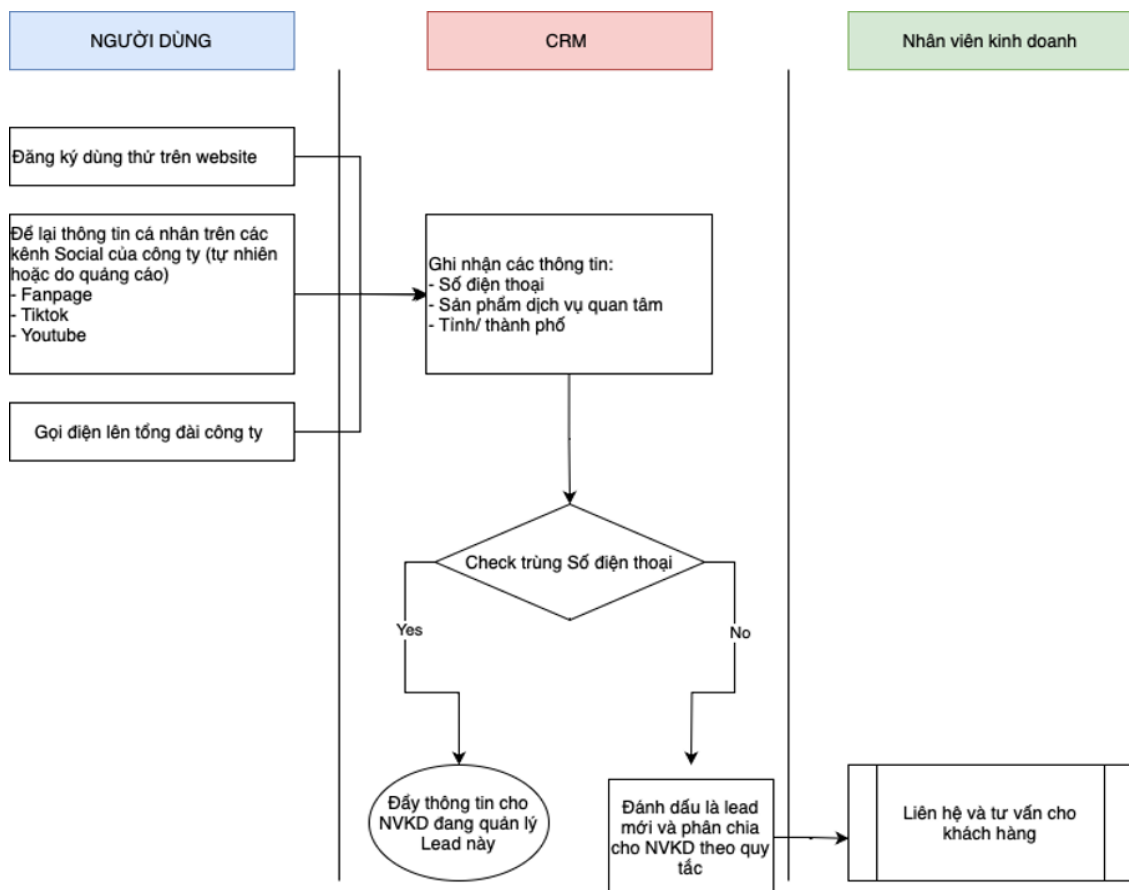 NGƯỜI DÙNG
CRM
Nhân viên kinh doanh
Đăng ký dùng thử trên website
Để lại thông tin cá nhân trên các
kênh Social của công ty (tự nhiên
hoặc do quảng cáo)
- Fanpage
- Tiktok
- Youtube
Gọi điện lên tổng đài công ty
Ghi nhận các thông tin:
- Số điện thoại
- Sản phẩm dịch vụ quan tâm
- Tỉnh/ thành phố
Check trùng Số điện thoại
Yes
No
Đẩy thông tin cho
NVKD đang quản lý
Lead này
Đánh dấu là lead
mới và phân chia
cho NVKD theo quy
tắc
Liên hệ và tư vấn cho
khách hàng